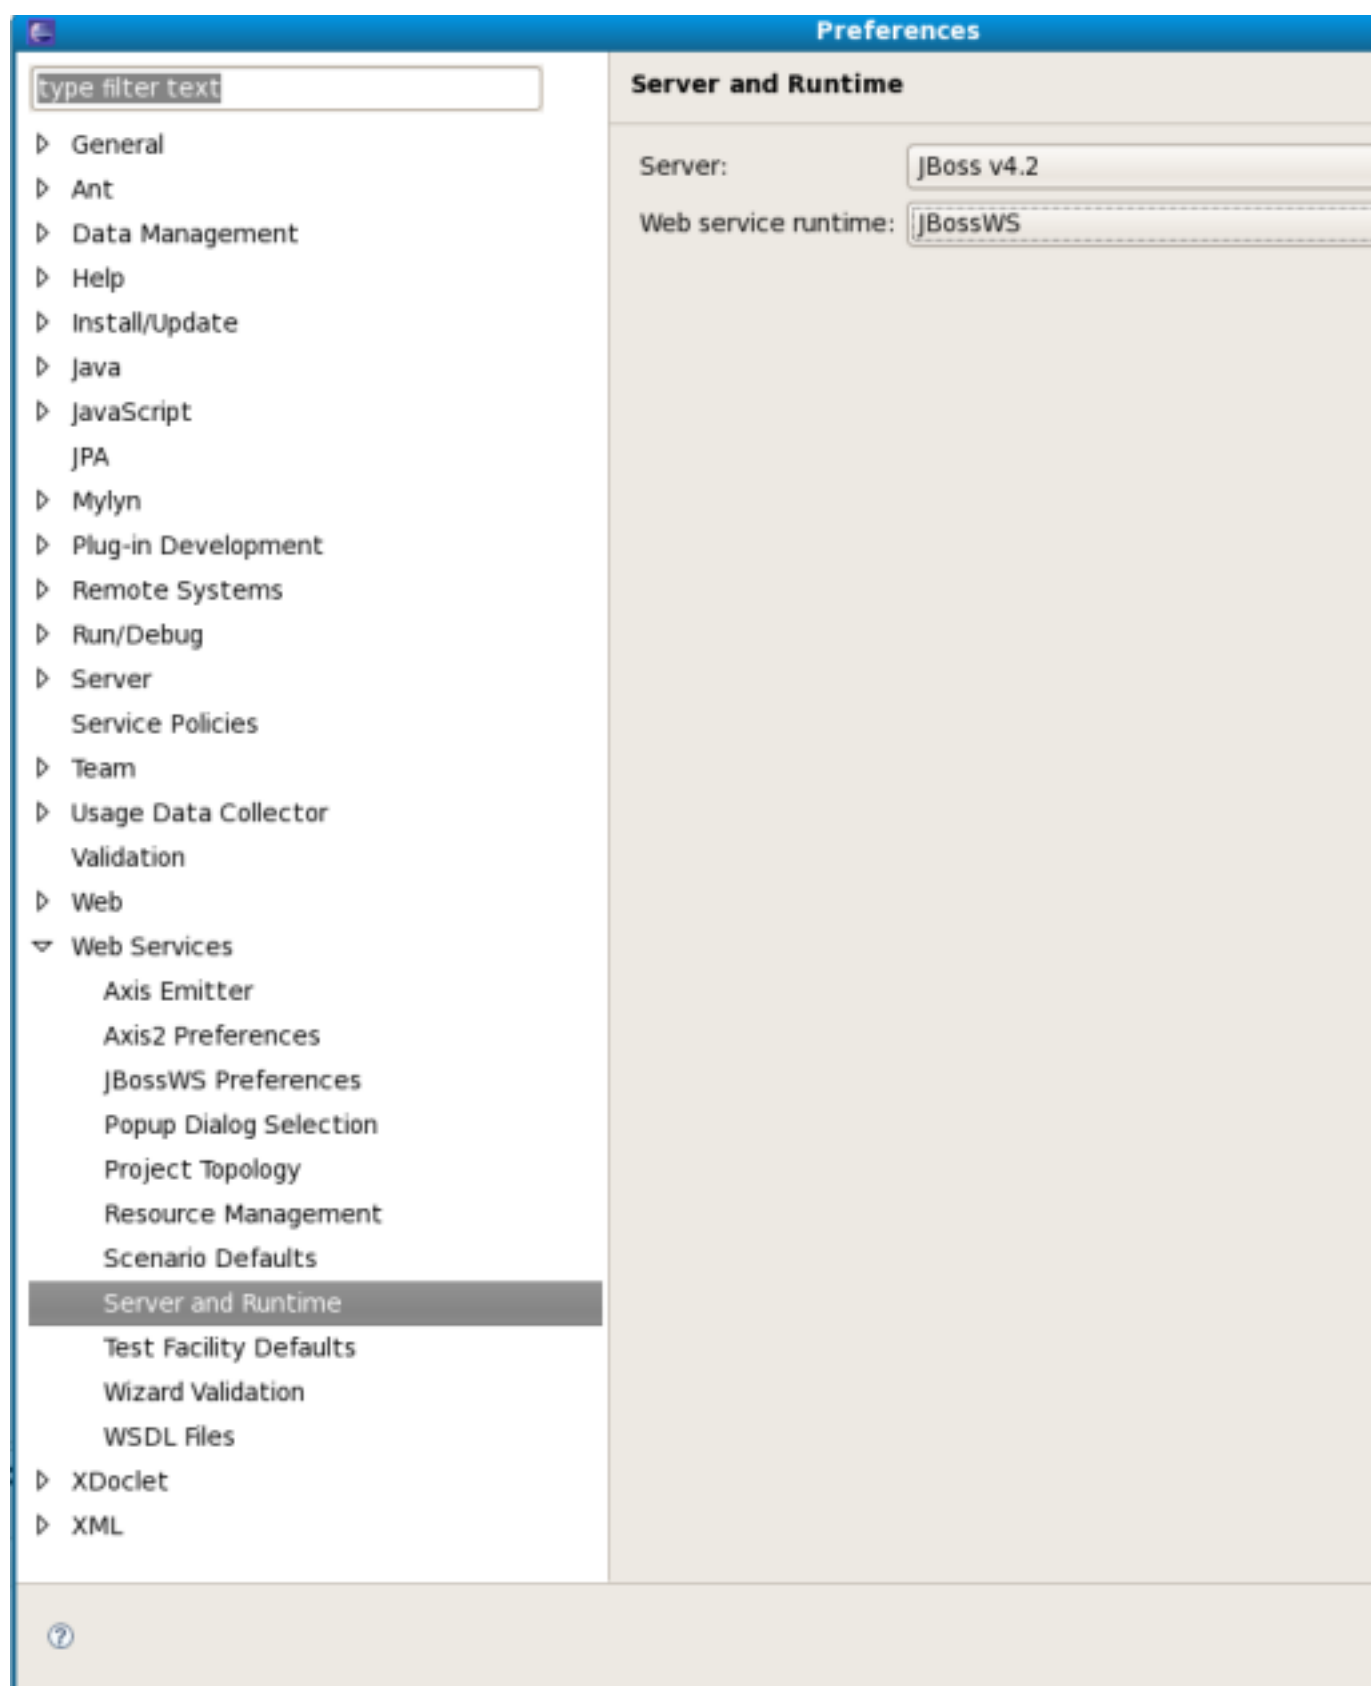 Preferences
type filter text
General
Ant
Data Management
Help
Install/Update
Java
JavaScript
JPA
Mylyn
Plug-in Development
Remote Systems
Run/Debug
Server
Service Policies
Team
Usage Data Collector
Validation
Web
Web Services
Axis Emitter
Axis2 Preferences
JBossWS Preferences
Popup Dialog Selection
Project Topology
Resource Management
Scenario Defaults
Server and Runtime
Test Facility Defaults
Wizard Validation
WSDL Files
XDoclet
XML
Server and Runtime
Server: JBoss v4.2
Web service runtime: JBossWS
?